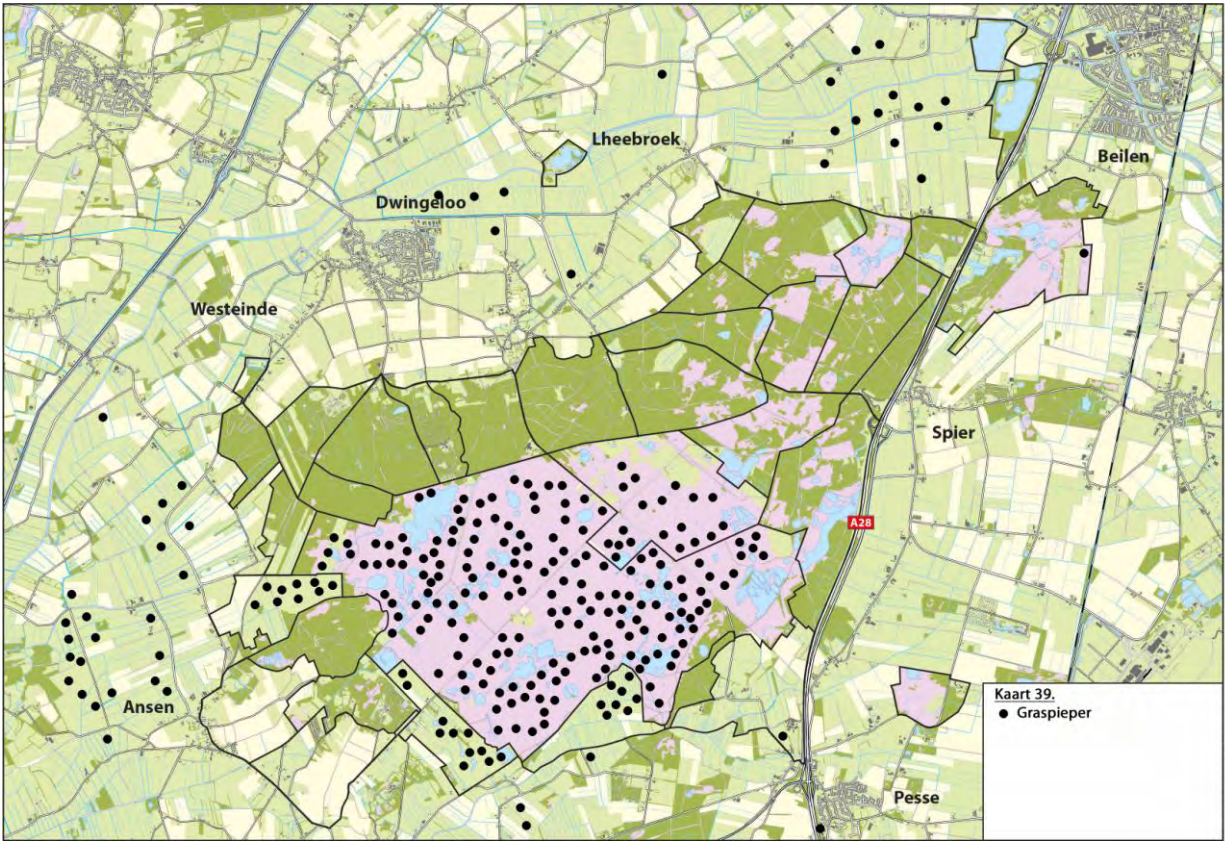 Lheebroek
Beilen
Dwingeloo
Westeinde
Spier
A28
Ansen
Kaart 39.
Graspieper
Pesse